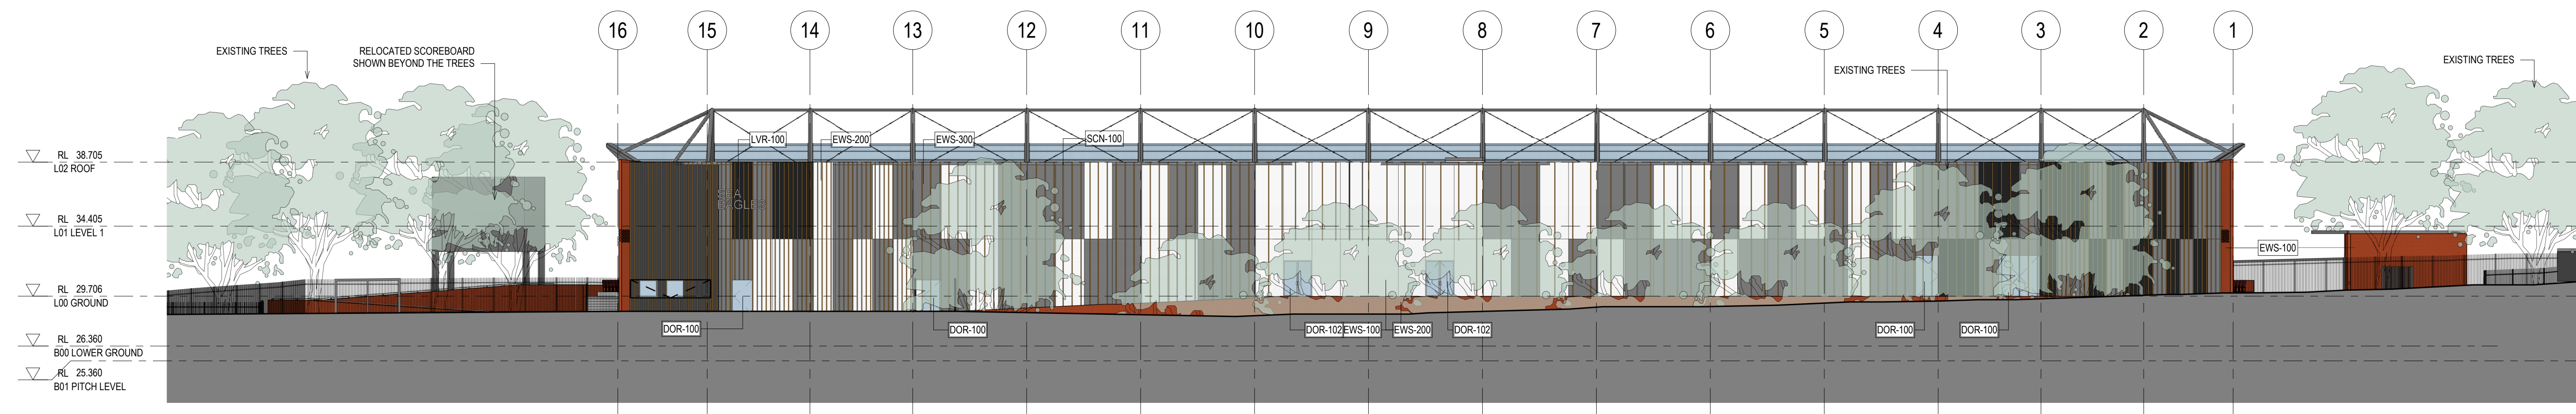 16
15
14
13
12
11
10
9
8
7
6
5
4
3
2
1
EXISTING TREES
RELOCATED SCOREBOARD
SHOWN BEYOND THE TREES
EXISTING TREES
EXISTING TREES
LVR-100
EWS-200
EWS-300
SCN-100
RL 38.705
L02 ROOF
SEA
EAGLES
RL 34.405
L01 LEVEL 1
EWS-100
RL 29.706
L00 GROUND
DOR-100
DOR-100
DOR-102
EWS-100
EWS-200
DOR-102
DOR-100
DOR-100
RL 26.360
B00 LOWER GROUND
RL 25.360
B01 PITCH LEVEL